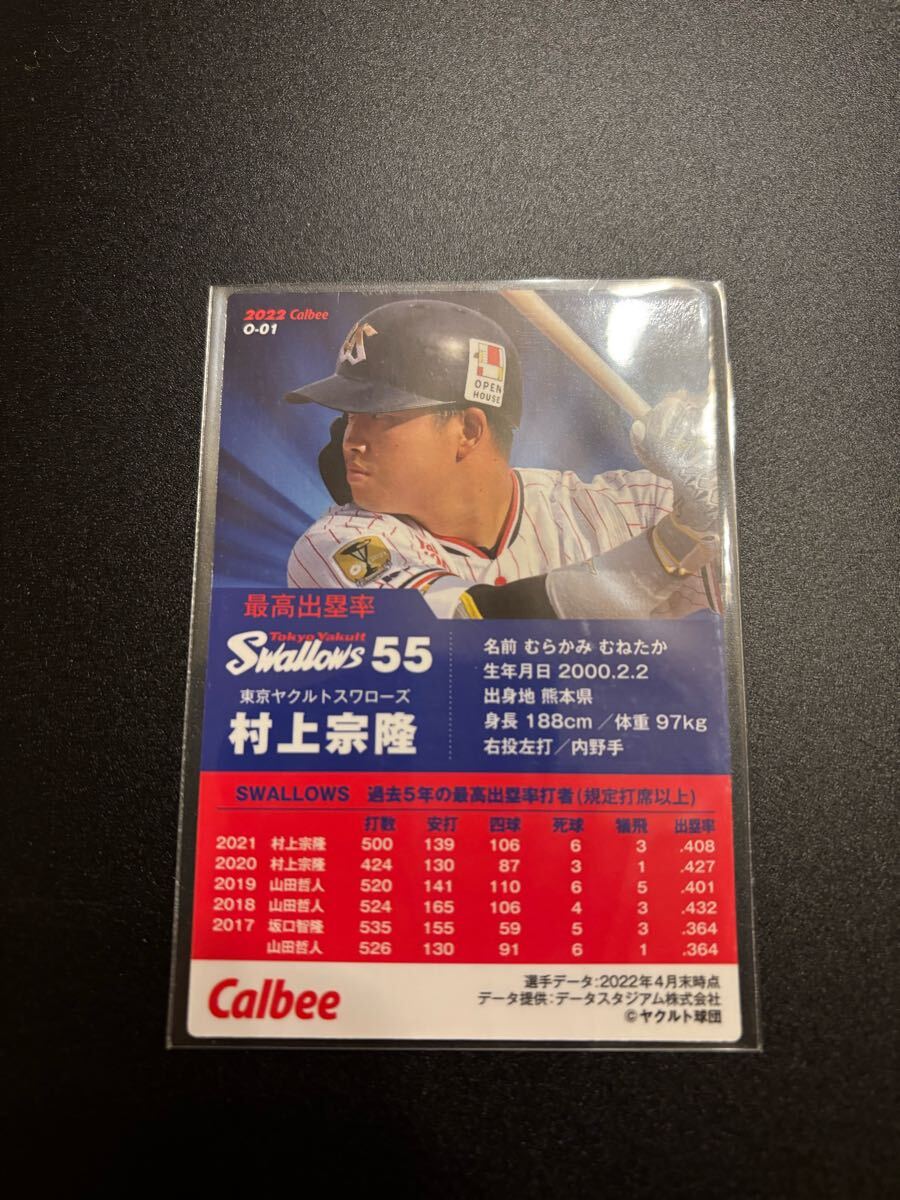 2022 Calbee
O-01
OPEN
HOUSE
最高出塁率
Tokyo Yakult
Swallows 55
東京ヤクルトスワローズ
村上宗隆
名前 むらかみ むねたか
生年月日 2000.2.2
出身地 熊本県
身長 188cm／体重 97kg
右投左打／内野手
SWALLOWS 過去5年の最高出塁率打者(規定打席以上)
打数 安打 四球 死球 犠飛 出塁率
2021 村上宗隆 500 139 106 6 3 .408
2020 村上宗隆 424 130 87 3 1 .427
2019 山田哲人 520 141 110 6 5 .401
2018 山田哲人 524 165 106 4 3 .432
2017 坂口智隆 535 155 59 5 3 .364
山田哲人 526 130 91 6 1 .364
Calbee
選手データ:2022年4月末時点
データ提供:データスタジアム株式会社
©ヤクルト球団